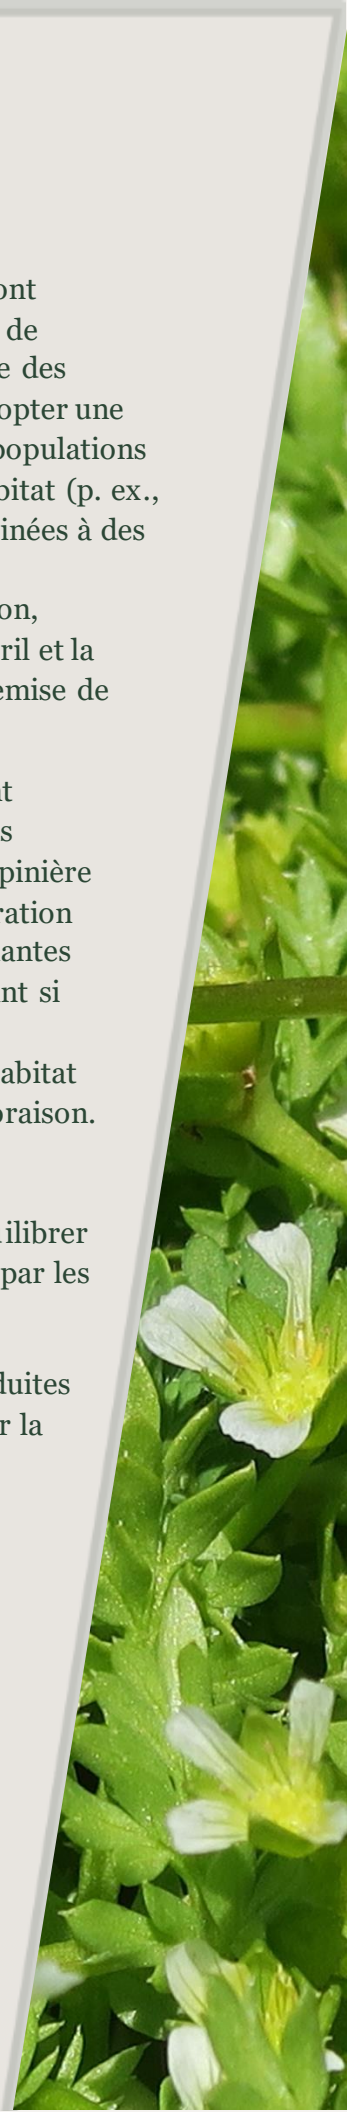 ont
de
e des
opter une
populations
bitat (p. ex.,
inées à des
on,
ril et la
emise de
nt
s
pinière
ration
antes
nt si
abitat
oraison.
ilibrer
par les
duites
r la